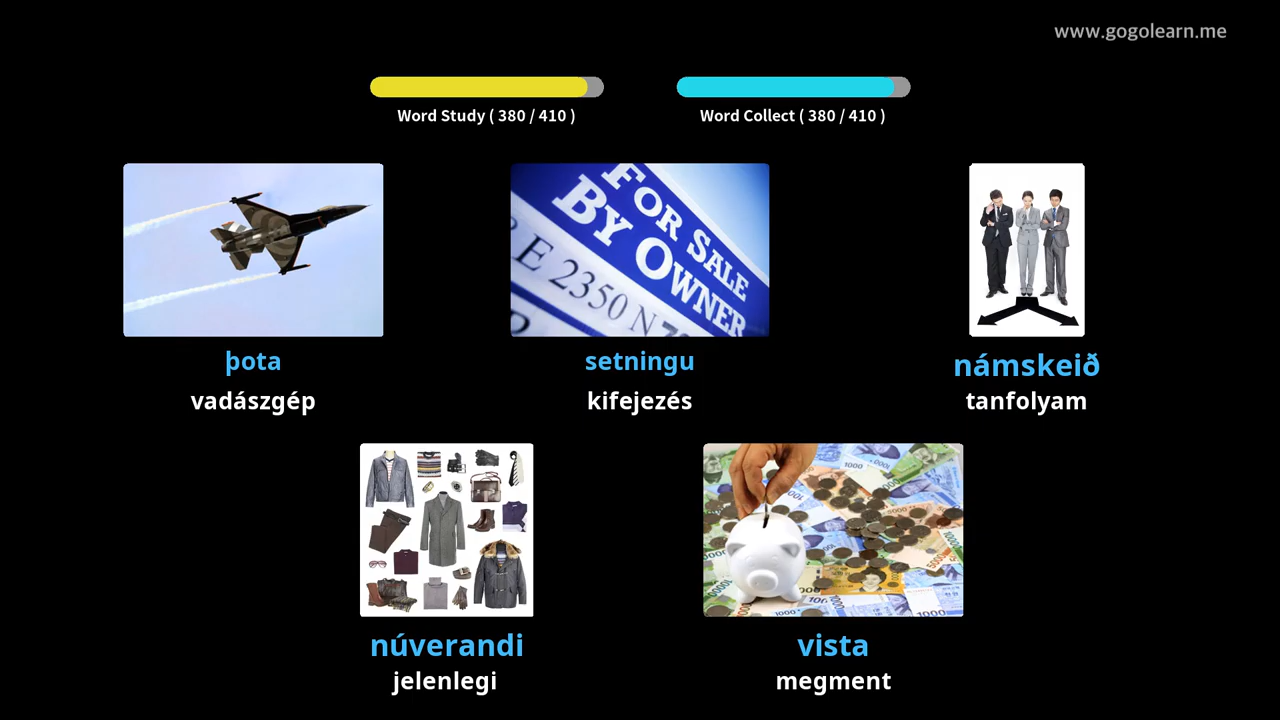 www.gogolearn.me
Word Study ( 380 / 410 )
Word Collect ( 380 / 410 )
FOR SALE
BY OWNER
E 2350 N
þota
setningu
námskeið
vadászgép
kifejezés
tanfolyam
núverandi
vista
jelenlegi
megment